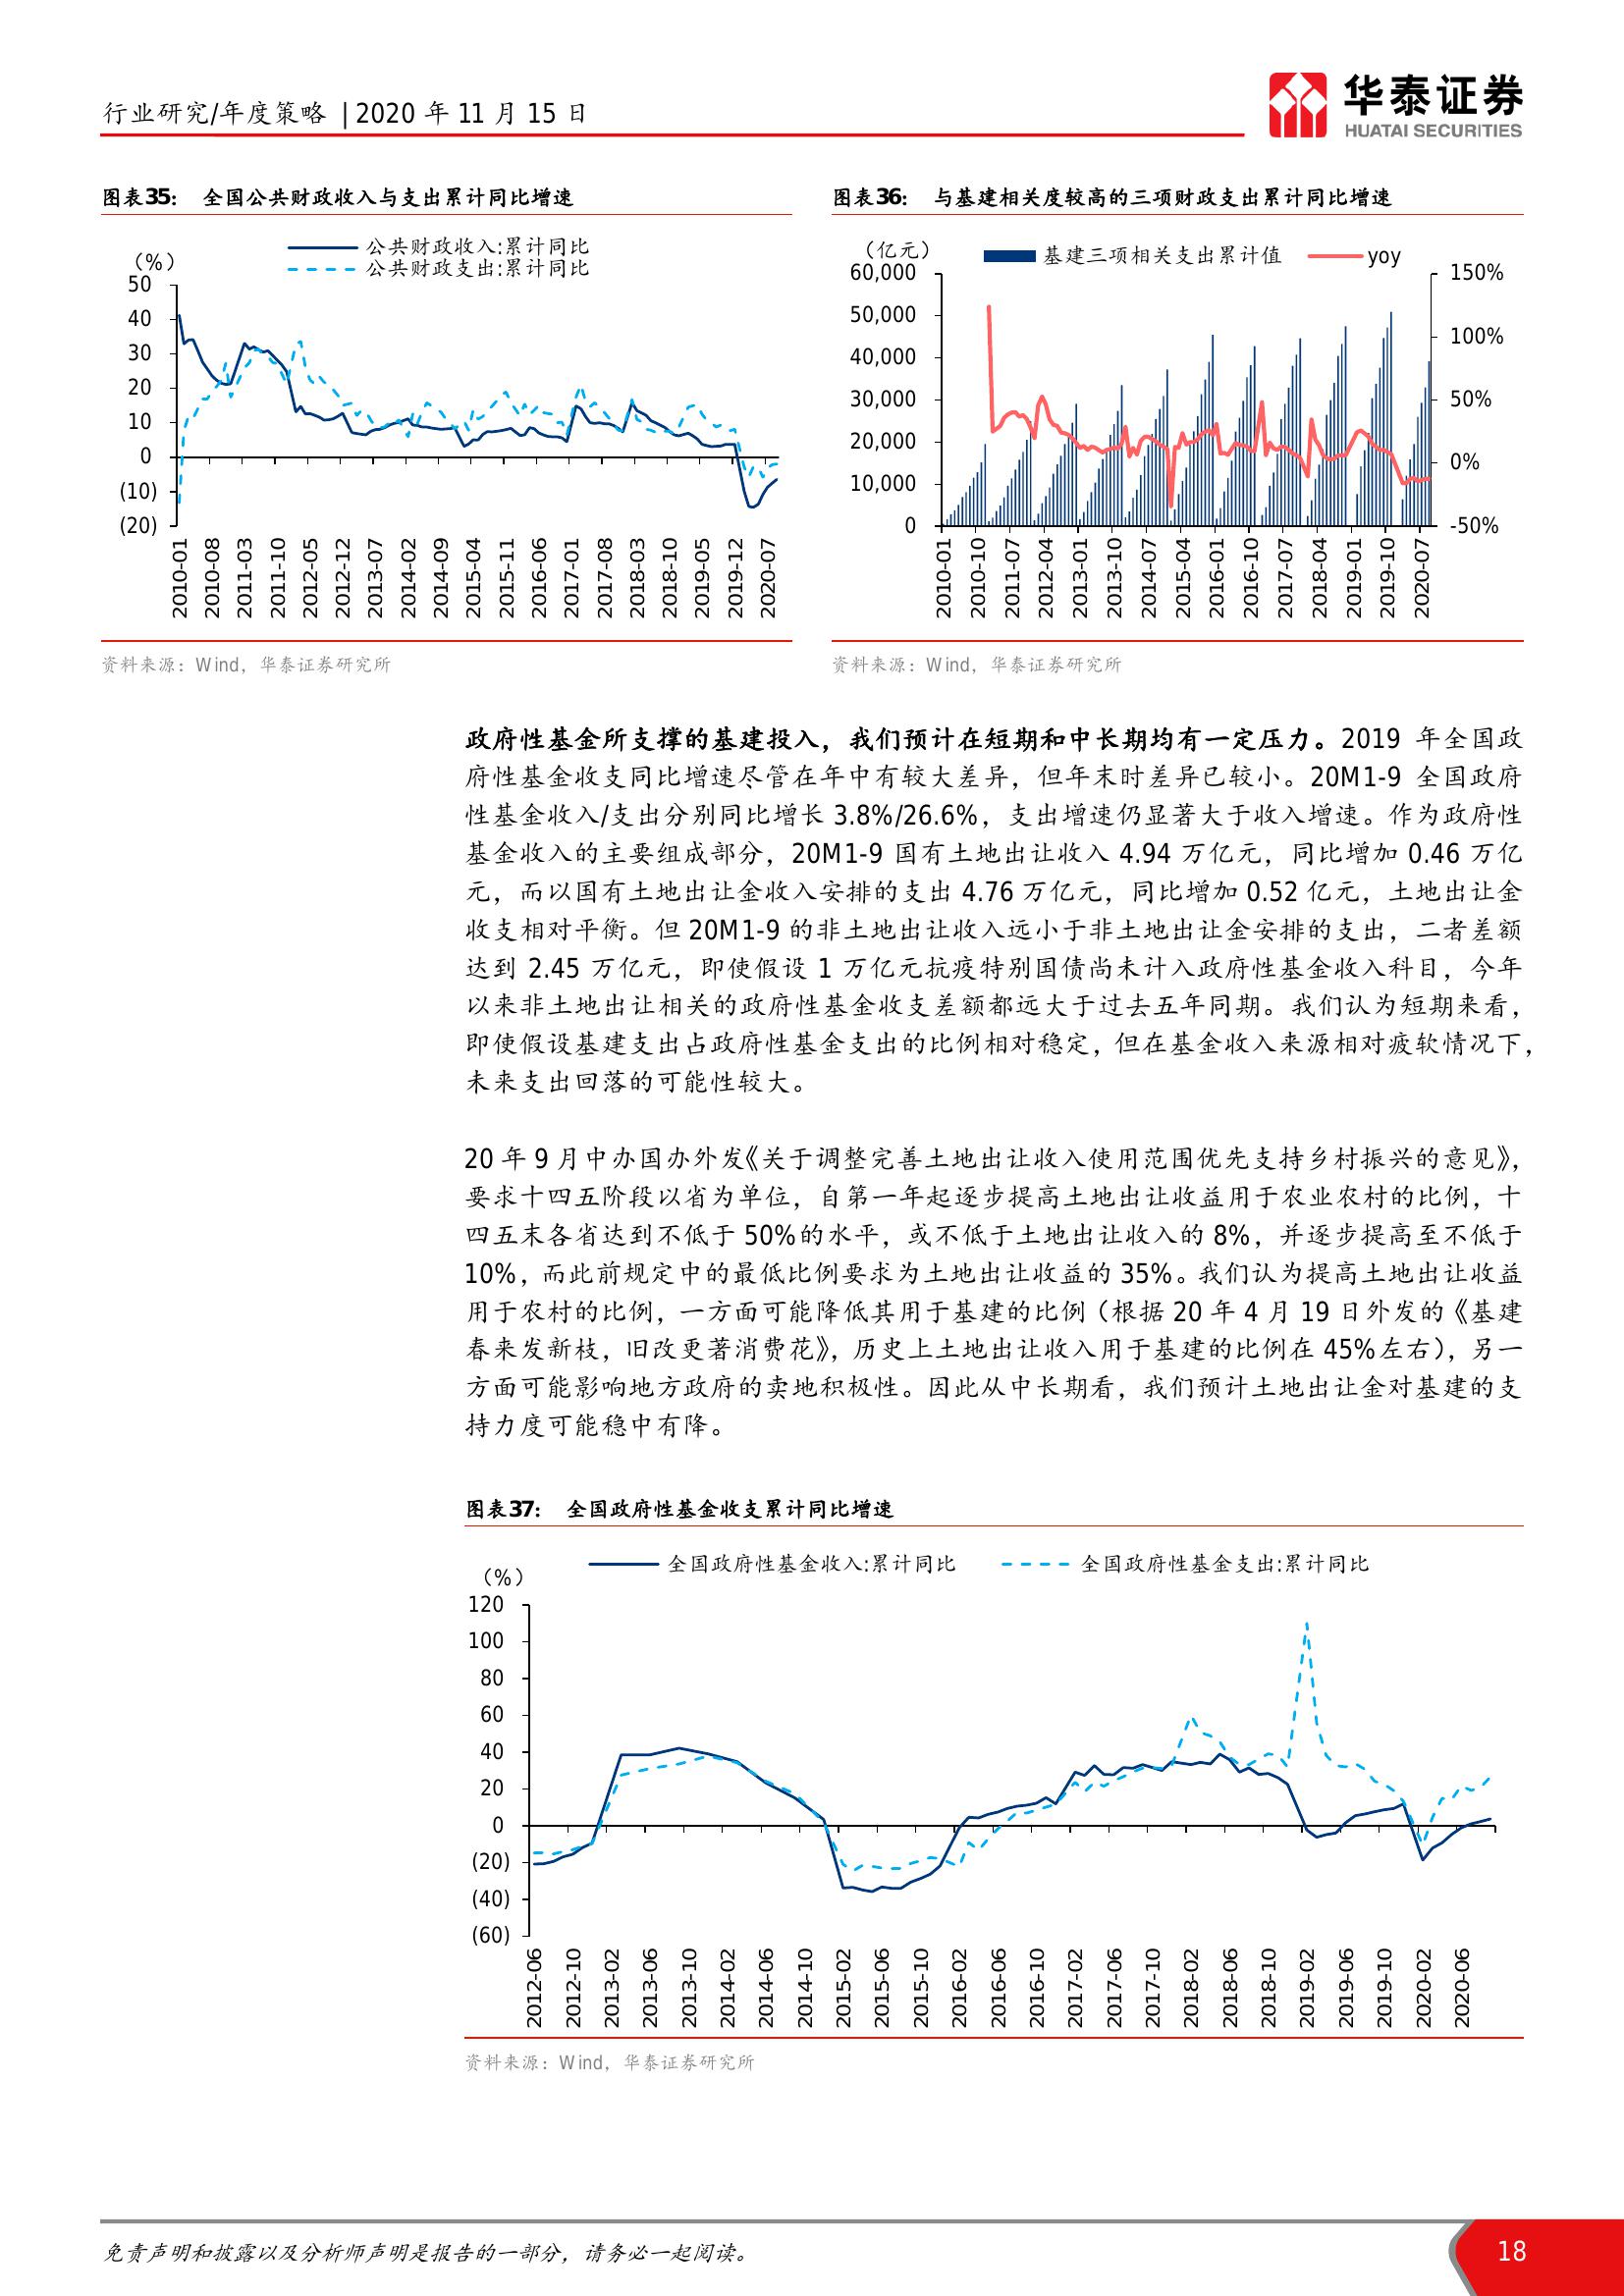 行业研究/年度策略 | 2020 年 11 月 15 日
华泰证券
HUATAI SECURITIES
图表35： 全国公共财政收入与支出累计同比增速
（%）
公共财政收入:累计同比
公共财政支出:累计同比
50
40
30
20
10
0
(10)
(20)
2010-01
2010-08
2011-03
2011-10
2012-05
2012-12
2013-07
2014-02
2014-09
2015-04
2015-11
2016-06
2017-01
2017-08
2018-03
2018-10
2019-05
2019-12
2020-07
资料来源：Wind，华泰证券研究所
图表36： 与基建相关度较高的三项财政支出累计同比增速
（亿元）
基建三项相关支出累计值
yoy
60,000
50,000
40,000
30,000
20,000
10,000
0
150%
100%
50%
0%
-50%
2010-01
2010-10
2011-07
2012-04
2013-01
2013-10
2014-07
2015-04
2016-01
2016-10
2017-07
2018-04
2019-01
2019-10
2020-07
资料来源：Wind，华泰证券研究所
政府性基金所支撑的基建投入，我们预计在短期和中长期均有一定压力。2019 年全国政
府性基金收支同比增速尽管在年中有较大差异，但年末时差异已较小。20M1-9 全国政府
性基金收入/支出分别同比增长 3.8%/26.6%，支出增速仍显著大于收入增速。作为政府性
基金收入的主要组成部分，20M1-9 国有土地出让收入 4.94 万亿元，同比增加 0.46 万亿
元，而以国有土地出让金收入安排的支出 4.76 万亿元，同比增加 0.52 亿元，土地出让金
收支相对平衡。但 20M1-9 的非土地出让收入远小于非土地出让金安排的支出，二者差额
达到 2.45 万亿元，即使假设 1 万亿元抗疫特别国债尚未计入政府性基金收入科目，今年
以来非土地出让相关的政府性基金收支差额都远大于过去五年同期。我们认为短期来看，
即使假设基建支出占政府性基金支出的比例相对稳定，但在基金收入来源相对疲软情况下，
未来支出回落的可能性较大。
20 年 9 月中办国办外发《关于调整完善土地出让收入使用范围优先支持乡村振兴的意见》，
要求十四五阶段以省为单位，自第一年起逐步提高土地出让收益用于农业农村的比例，十
四五末各省达到不低于 50%的水平，或不低于土地出让收入的 8%，并逐步提高至不低于
10%，而此前规定中的最低比例要求为土地出让收益的 35%。我们认为提高土地出让收益
用于农村的比例，一方面可能降低其用于基建的比例（根据 20 年 4 月 19 日外发的《基建
春来发新枝，旧改更著消费花》，历史上土地出让收入用于基建的比例在 45%左右），另一
方面可能影响地方政府的卖地积极性。因此从中长期看，我们预计土地出让金对基建的支
持力度可能稳中有降。
图表37： 全国政府性基金收支累计同比增速
（%）
全国政府性基金收入:累计同比
全国政府性基金支出:累计同比
120
100
80
60
40
20
0
(20)
(40)
(60)
2012-06
2012-10
2013-02
2013-06
2013-10
2014-02
2014-06
2014-10
2015-02
2015-06
2015-10
2016-02
2016-06
2016-10
2017-02
2017-06
2017-10
2018-02
2018-06
2018-10
2019-02
2019-06
2019-10
2020-02
2020-06
资料来源：Wind，华泰证券研究所
免责声明和披露以及分析师声明是报告的一部分，请务必一起阅读。
18